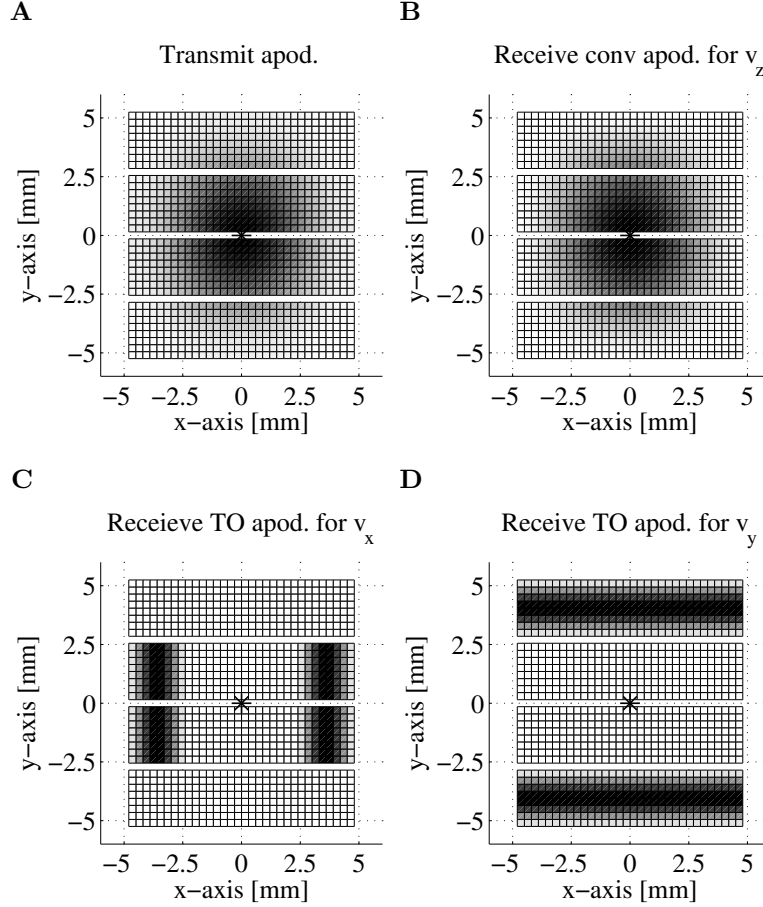 A
Transmit apod.
5
2.5
0
−2.5
−5
y−axis [mm]
−5 −2.5 0 2.5 5
x−axis [mm]
B
Receive conv apod. for v_z
5
2.5
0
−2.5
−5
y−axis [mm]
−5 −2.5 0 2.5 5
x−axis [mm]
C
Receieve TO apod. for v_x
5
2.5
0
−2.5
−5
y−axis [mm]
−5 −2.5 0 2.5 5
x−axis [mm]
D
Receive TO apod. for v_y
5
2.5
0
−2.5
−5
y−axis [mm]
−5 −2.5 0 2.5 5
x−axis [mm]